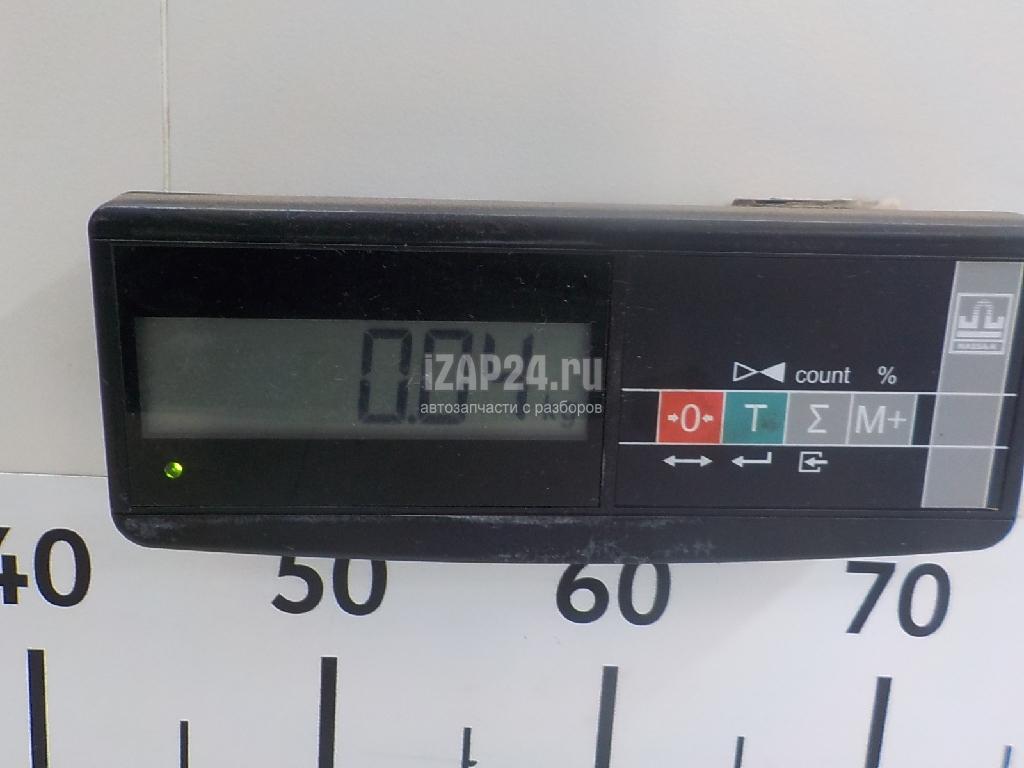 0.04 kg
iZAP24.ru
автозапчасти с разборов
count %
→0← T Σ M+
40 50 60 70